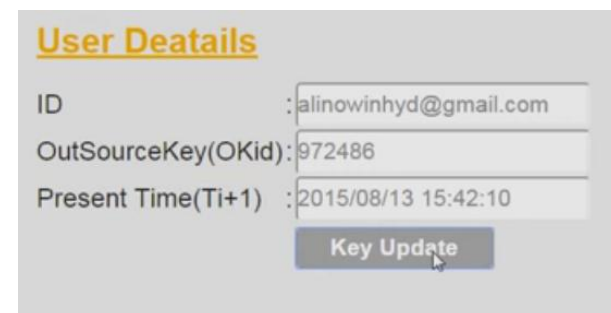 User Deatails
ID : alinowinhyd@gmail.com
OutSourceKey(OKid): 972486
Present Time(Ti+1) : 2015/08/13 15:42:10
Key Update